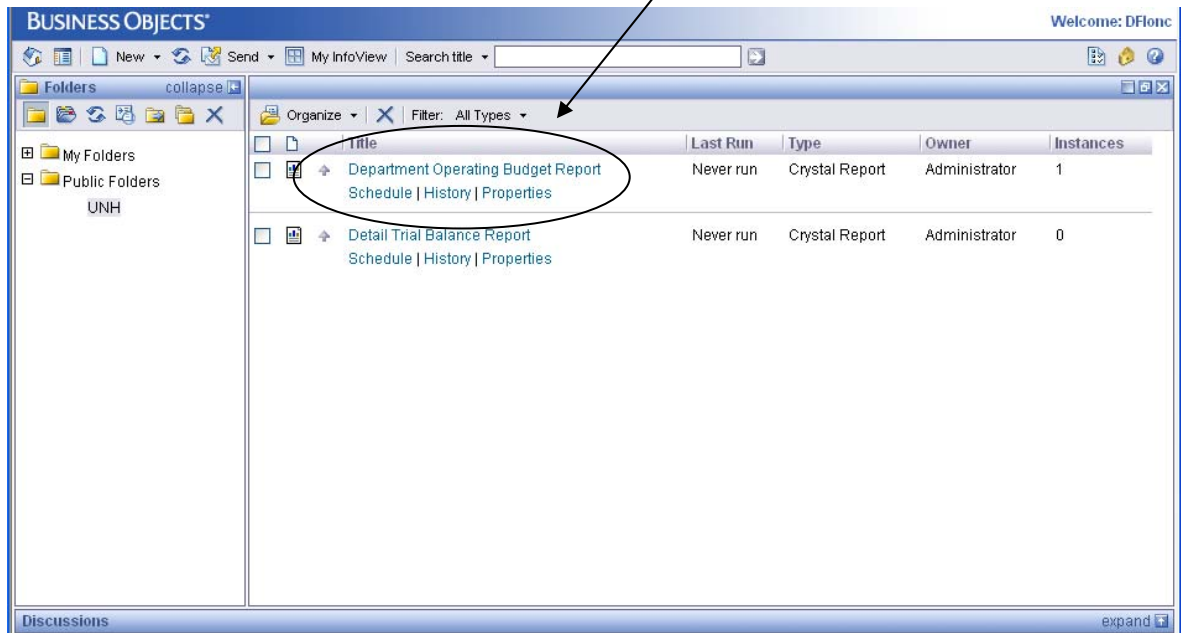 BUSINESS OBJECTS® Welcome: DFlonc
New Send My InfoView Search title
Folders collapse
Organize Filter: All Types
My Folders
Public Folders
UNH
Title Last Run Type Owner Instances
Department Operating Budget Report Never run Crystal Report Administrator 1
Schedule | History | Properties
Detail Trial Balance Report Never run Crystal Report Administrator 0
Schedule | History | Properties
Discussions expand